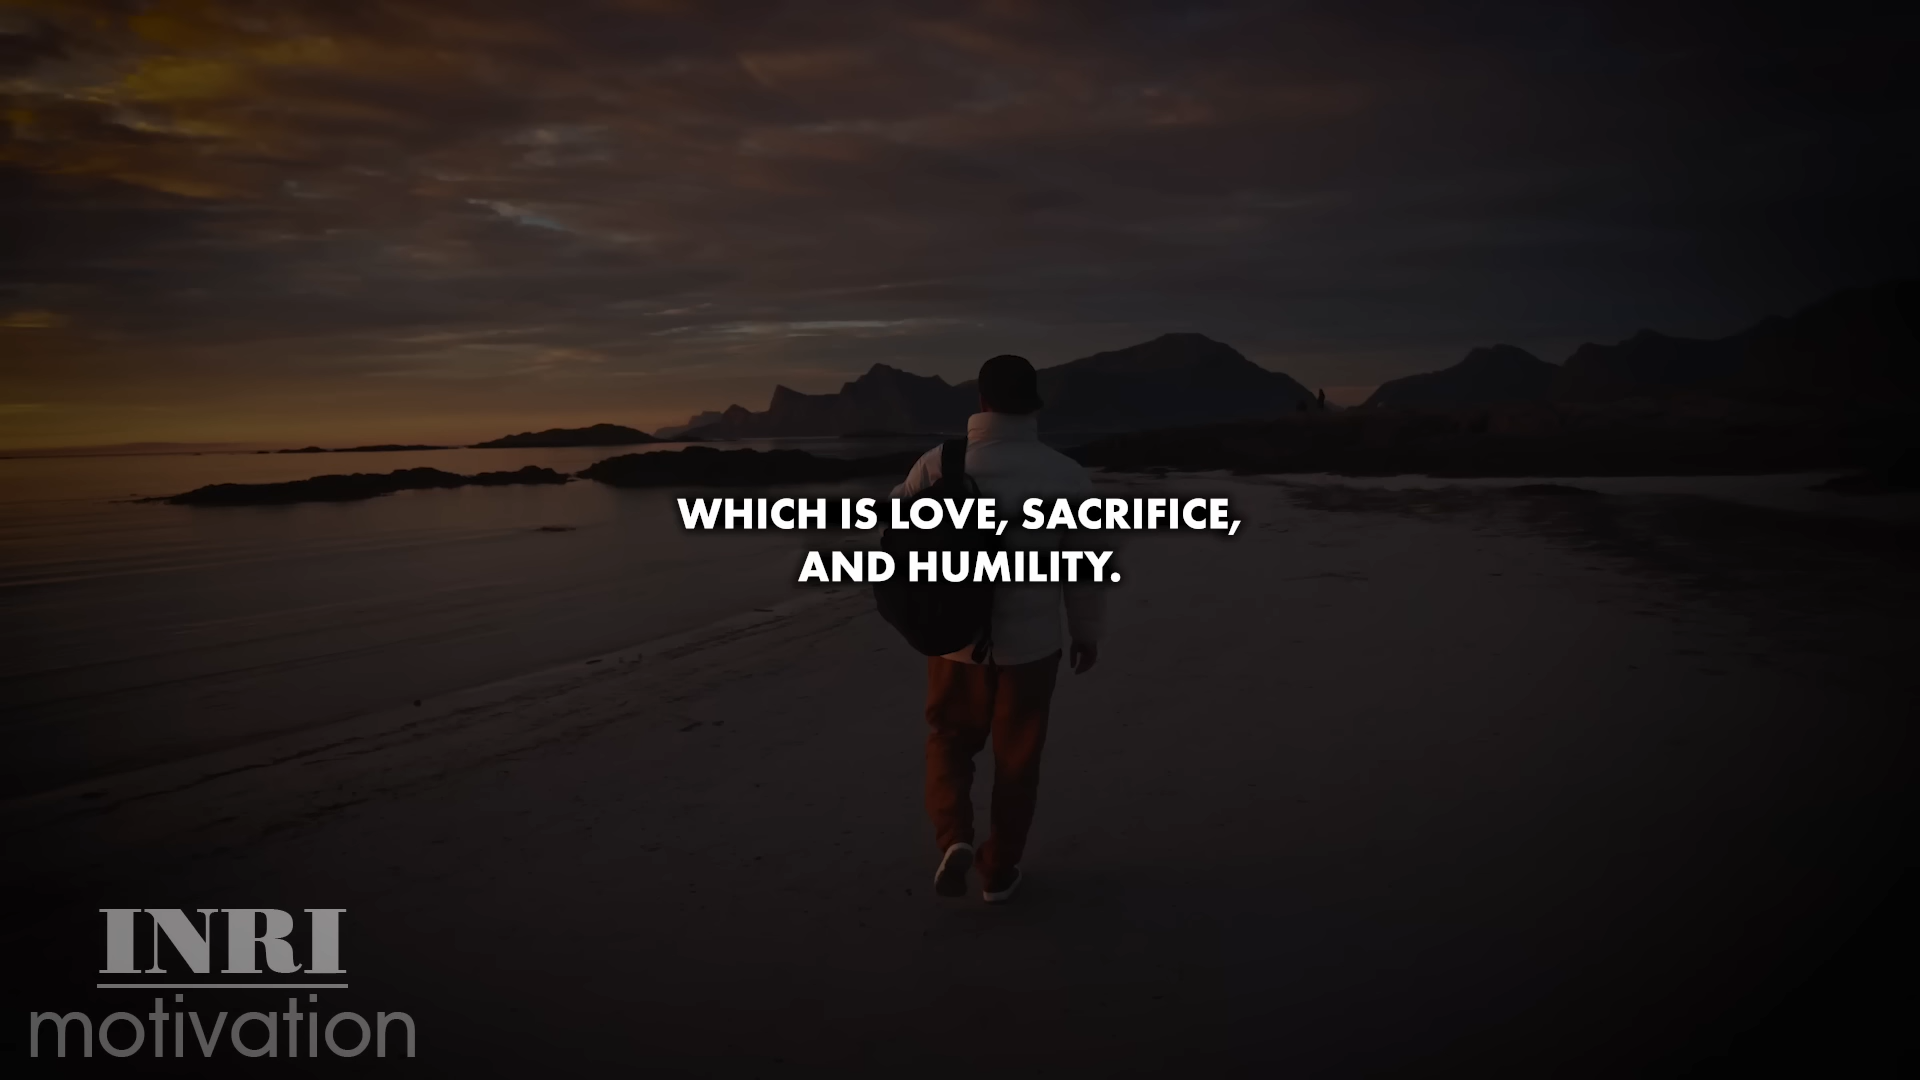 WHICH IS LOVE, SACRIFICE,
AND HUMILITY.
INRI
motivation